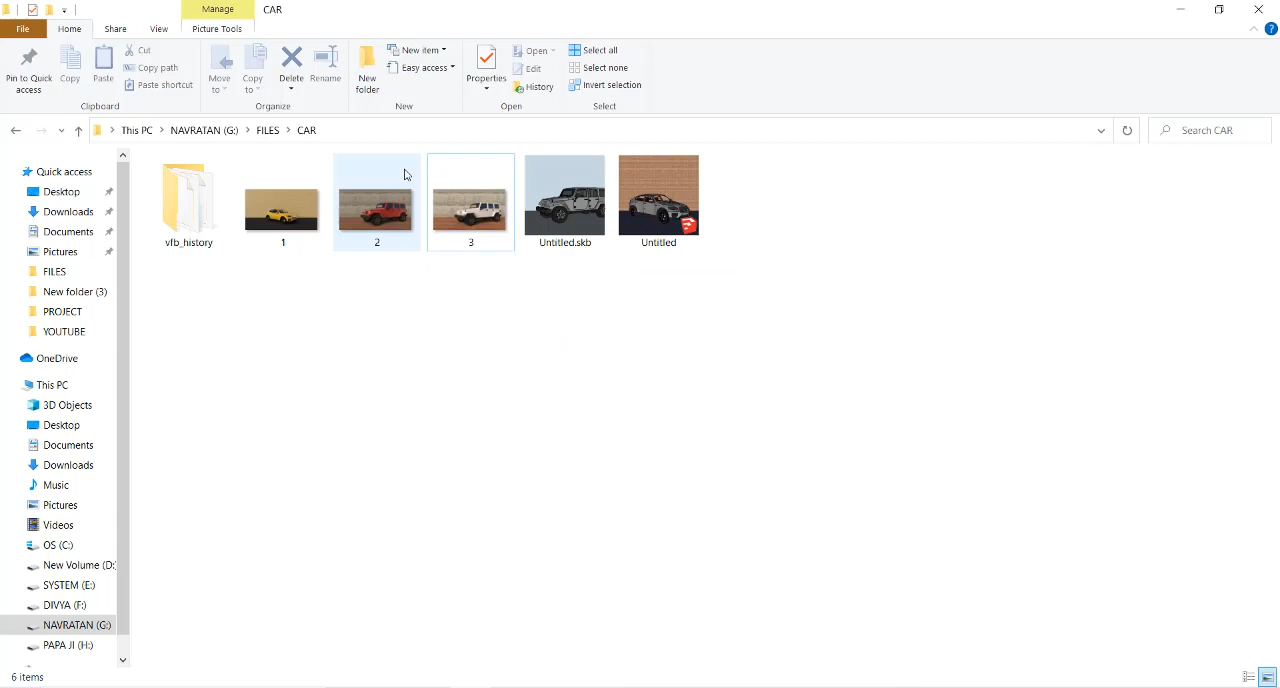 Manage
CAR
File
Home
Share
View
Picture Tools
Pin to Quick access
Copy
Paste
Cut
Copy path
Paste shortcut
Clipboard
Move to
Copy to
Delete
Rename
Organize
New folder
New item
Easy access
New
Properties
Open
Edit
History
Open
Select all
Select none
Invert selection
Select
This PC
NAVRATAN (G:)
FILES
CAR
Search CAR
Quick access
Desktop
Downloads
Documents
Pictures
FILES
New folder (3)
PROJECT
YOUTUBE
OneDrive
This PC
3D Objects
Desktop
Documents
Downloads
Music
Pictures
Videos
OS (C:)
New Volume (D:
SYSTEM (E:)
DIVYA (F:)
NAVRATAN (G:)
PAPA JI (H:)
vfb_history
1
2
3
Untitled.skb
Untitled
6 items